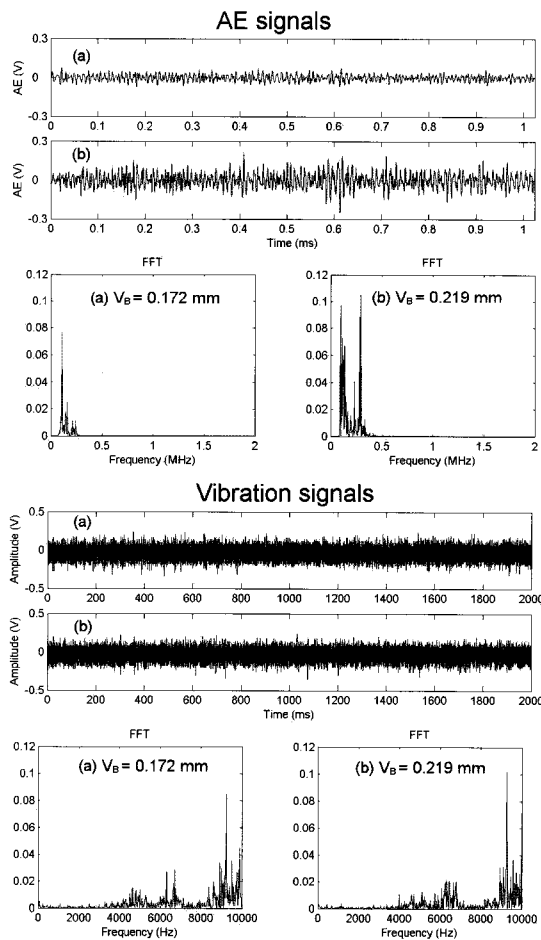 AE signals
0.3
(a)
AE (V)
0
-0.3
0 0.1 0.2 0.3 0.4 0.5 0.6 0.7 0.8 0.9 1
0.3
(b)
AE (V)
0
-0.3
0 0.1 0.2 0.3 0.4 0.5 0.6 0.7 0.8 0.9 1
Time (ms)
FFT
0.12
(a) VB = 0.172 mm
0.1
0.08
0.06
0.04
0.02
0
0 0.5 1 1.5 2
Frequency (MHz)
FFT
0.12
(b) VB = 0.219 mm
0.1
0.08
0.06
0.04
0.02
0
0 0.5 1 1.5 2
Frequency (MHz)
Vibration signals
0.5
(a)
Amplitude (V)
0
-0.5
0 200 400 600 800 1000 1200 1400 1600 1800 2000
0.5
(b)
Amplitude (V)
0
-0.5
0 200 400 600 800 1000 1200 1400 1600 1800 2000
Time (ms)
FFT
0.12
(a) VB = 0.172 mm
0.1
0.08
0.06
0.04
0.02
0
0 2000 4000 6000 8000 10000
Frequency (Hz)
FFT
0.12
(b) VB = 0.219 mm
0.1
0.08
0.06
0.04
0.02
0
0 2000 4000 6000 8000 10000
Frequency (Hz)